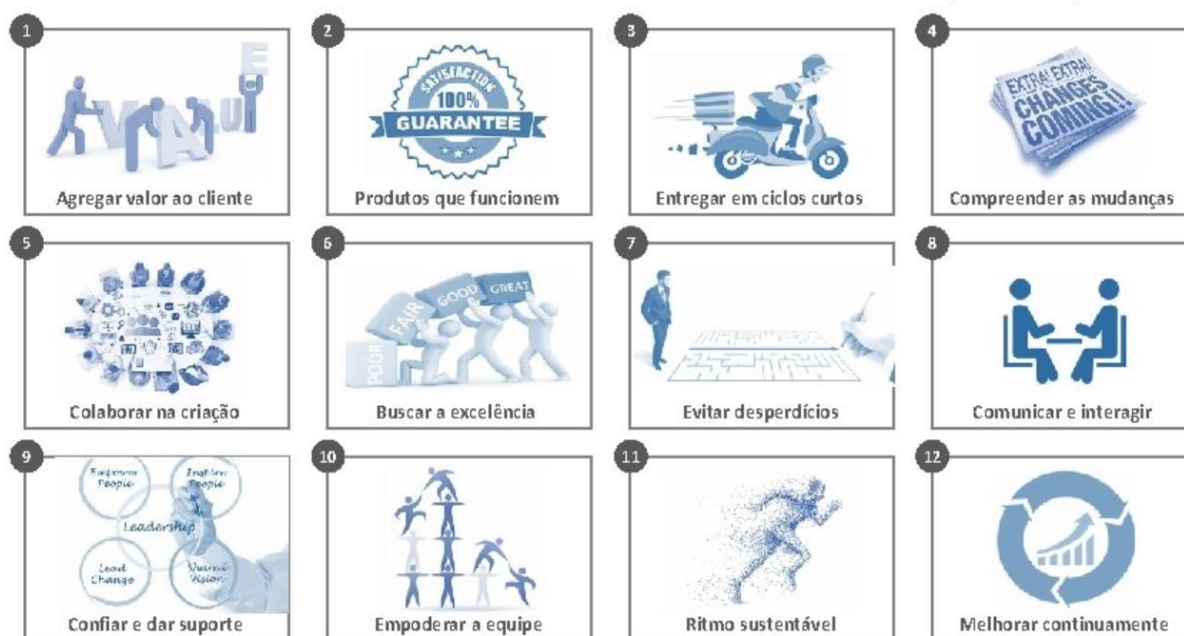 1
VALUE
Agregar valor ao cliente
2
SATISFACTION
100%
GUARANTEE
Produtos que funcionem
3
Entregar em ciclos curtos
4
EXTRA! EXTRA!
CHANGES
COMING!!
Compreender as mudanças
5
Colaborar na criação
6
POOR
FAIR
GOOD
GREAT
Buscar a excelência
7
Evitar desperdícios
8
Comunicar e interagir
9
Empower
People
Inspire
People
Leadership
Lead
Change
Shared
Vision
Confiar e dar suporte
10
Empoderar a equipe
11
Ritmo sustentável
12
Melhorar continuamente